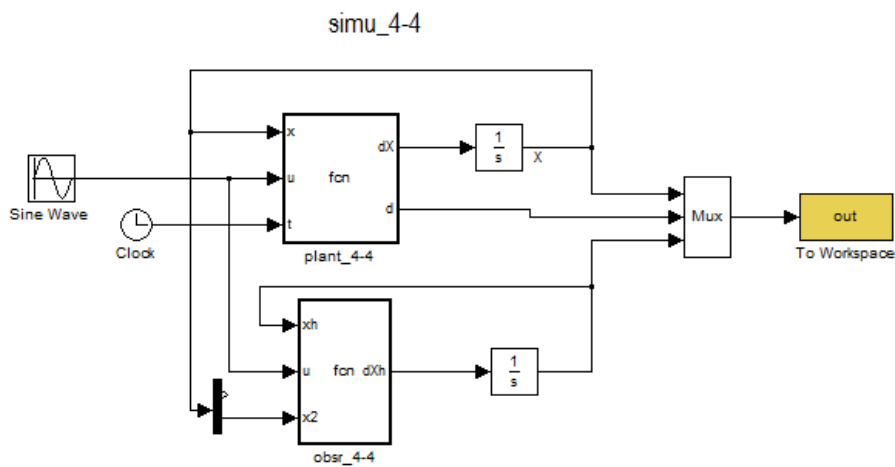 simu_4-4
x
u
t
fcn
dX
d
plant_4-4
Sine Wave
Clock
1
s
X
Mux
out
To Workspace
xh
u
x2
fcn
dXh
obsr_4-4
1
s